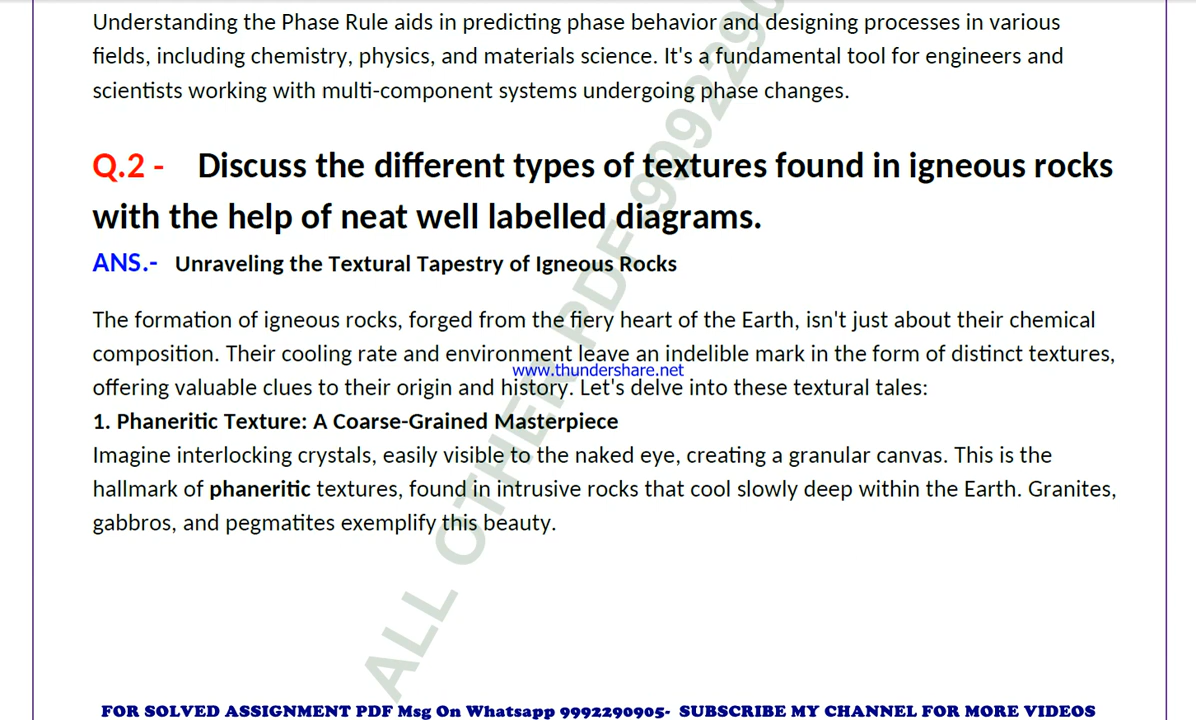 Understanding the Phase Rule aids in predicting phase behavior and designing processes in various
fields, including chemistry, physics, and materials science. It's a fundamental tool for engineers and
scientists working with multi-component systems undergoing phase changes.
Q.2 - Discuss the different types of textures found in igneous rocks
with the help of neat well labelled diagrams.
ANS.- Unraveling the Textural Tapestry of Igneous Rocks
The formation of igneous rocks, forged from the fiery heart of the Earth, isn't just about their chemical
composition. Their cooling rate and environment leave an indelible mark in the form of distinct textures,
www.thundershare.net
offering valuable clues to their origin and history. Let's delve into these textural tales:
1. Phaneritic Texture: A Coarse-Grained Masterpiece
Imagine interlocking crystals, easily visible to the naked eye, creating a granular canvas. This is the
hallmark of phaneritic textures, found in intrusive rocks that cool slowly deep within the Earth. Granites,
gabbros, and pegmatites exemplify this beauty.
ALL OTHER PDF 9992290
FOR SOLVED ASSIGNMENT PDF Msg On Whatsapp 9992290905- SUBSCRIBE MY CHANNEL FOR MORE VIDEOS